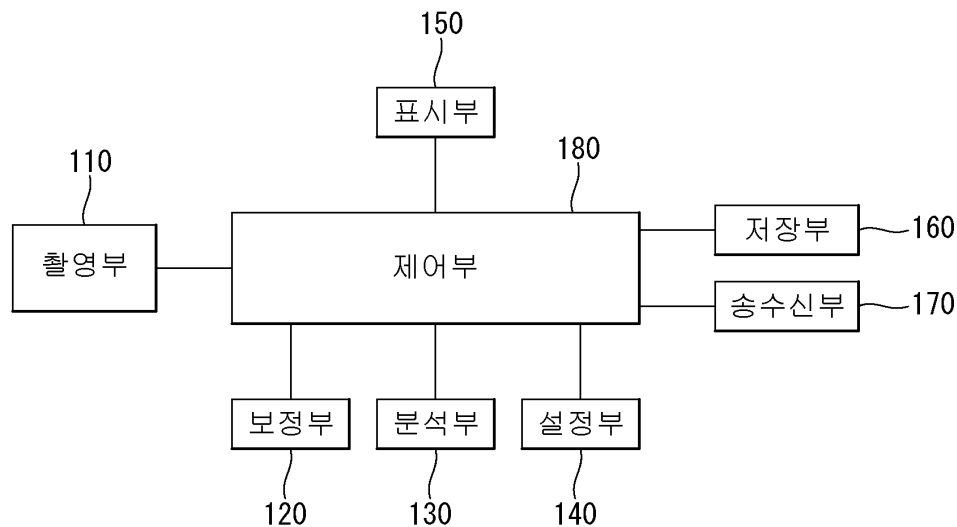 150
표시부
110
180
촬영부
제어부
저장부
160
송수신부
170
보정부
분석부
설정부
120
130
140